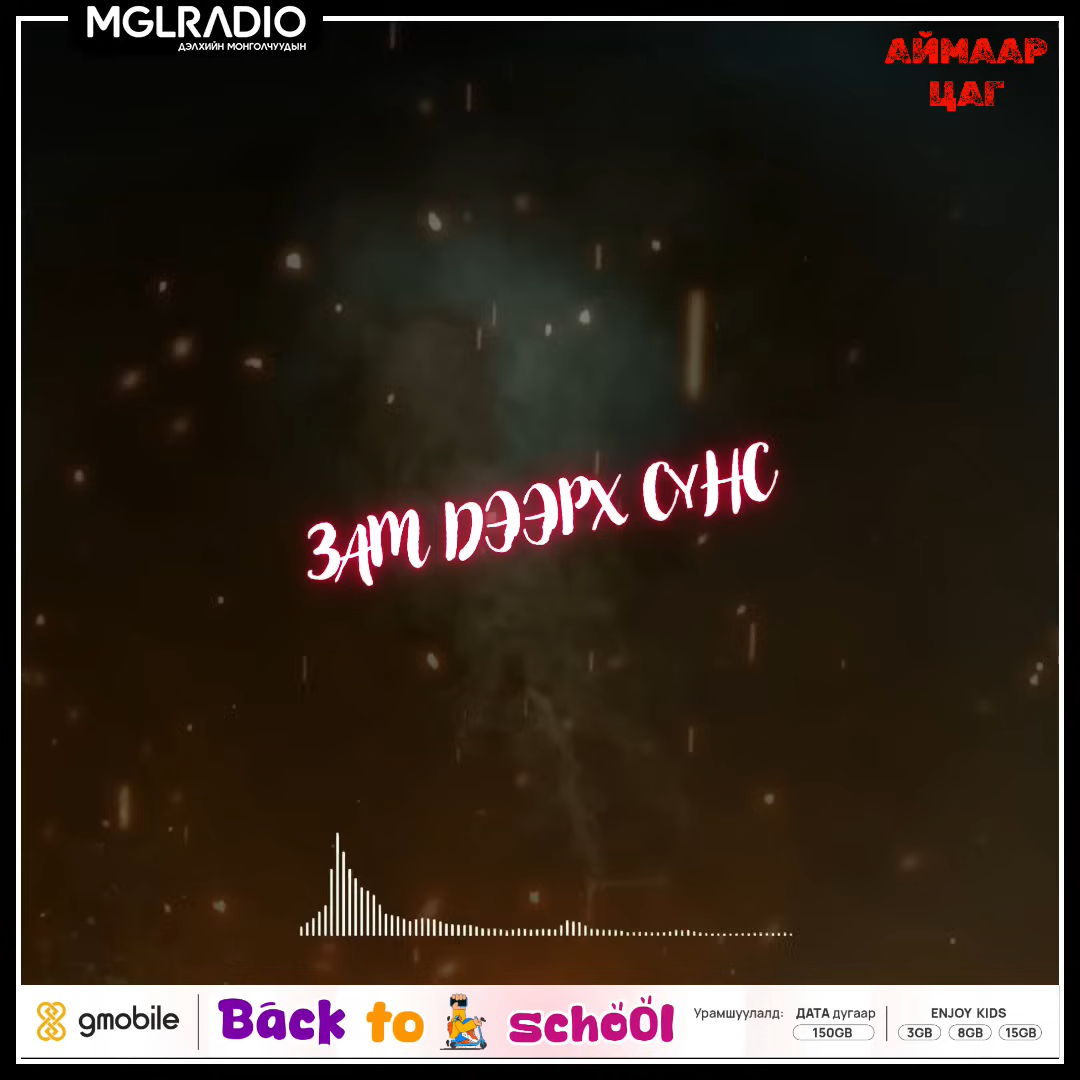 MGLRADIO
ДЭЛХИЙН МОНГОЛЧУУДЫН
АЙМААР
ЦАГ
ЗАМ ДЭЭРХ СҮНС
gmobile
Back to school
Урамшуулалд: ДАТА дугаар
150GB
ENJOY KIDS
3GB 8GB 15GB